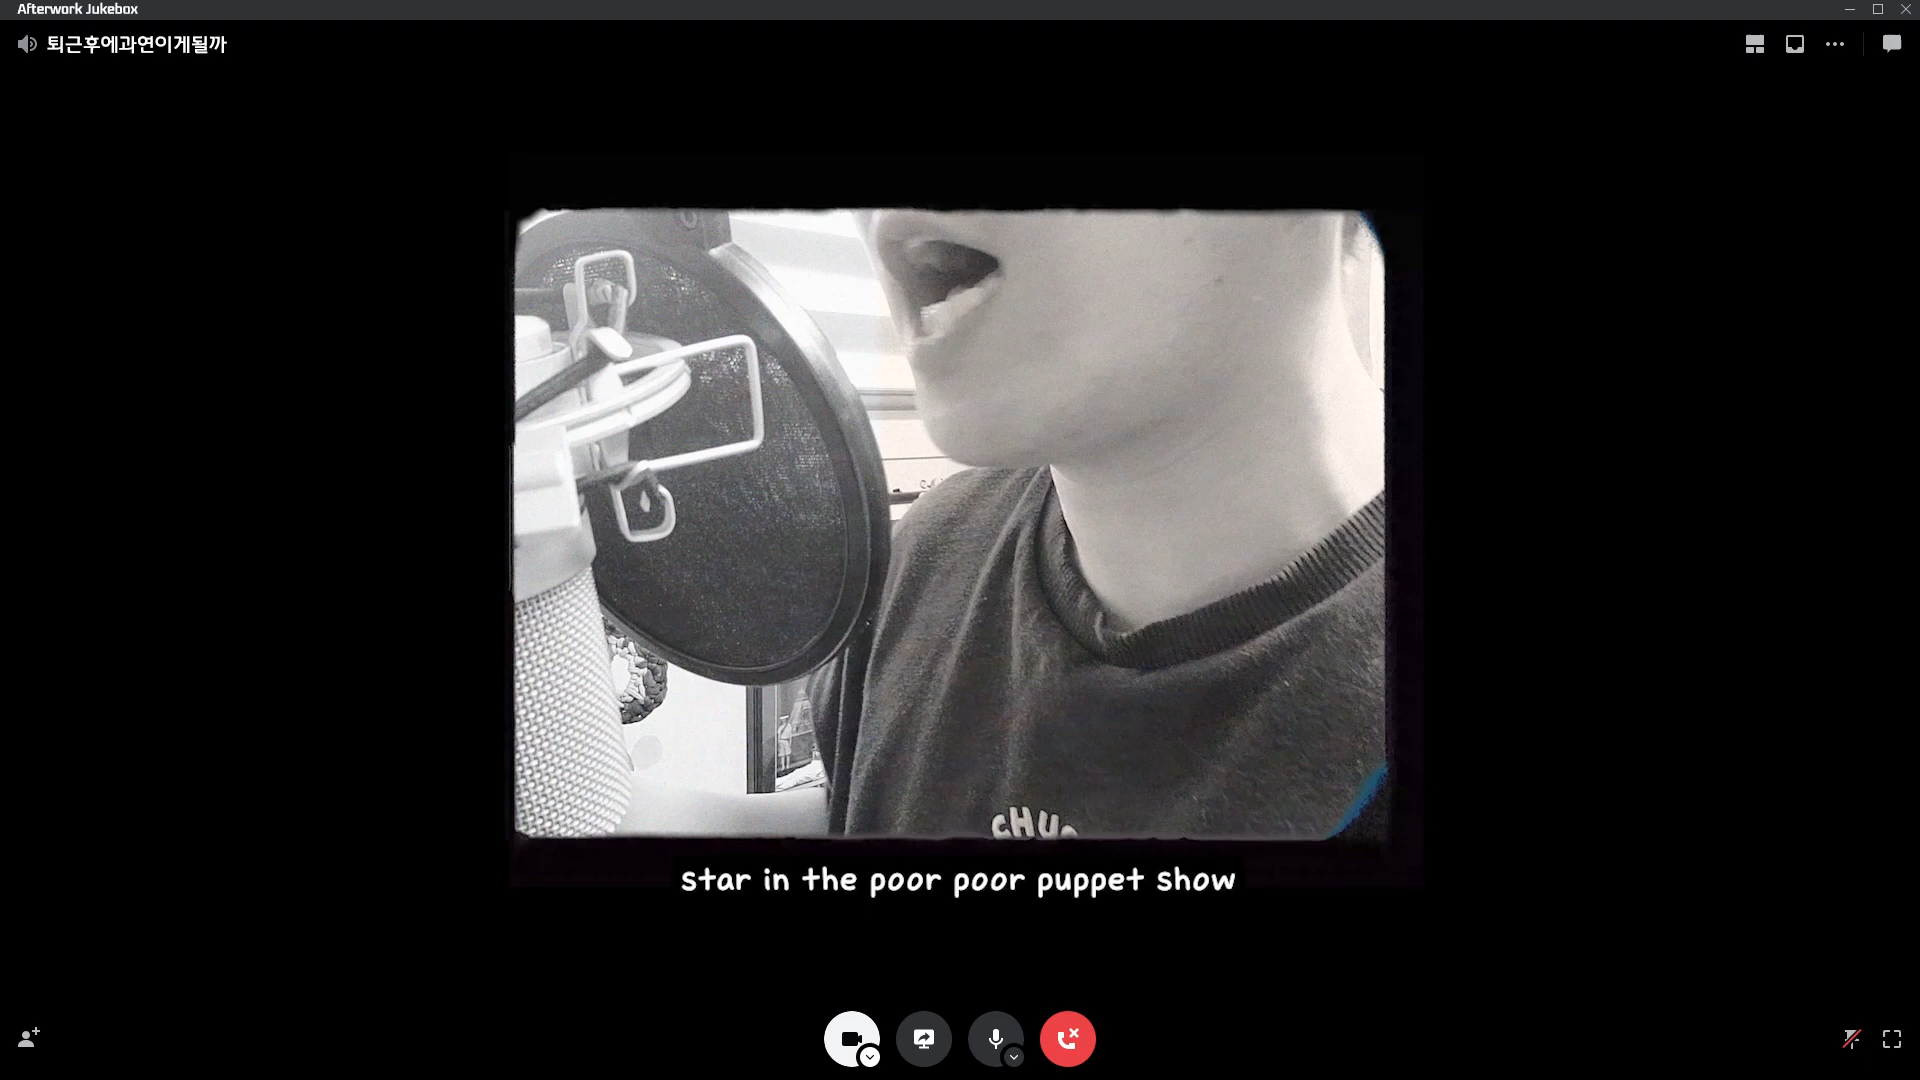 Afterwork Jukebox
퇴근후에과연이게될까
cHU
star in the poor poor puppet show